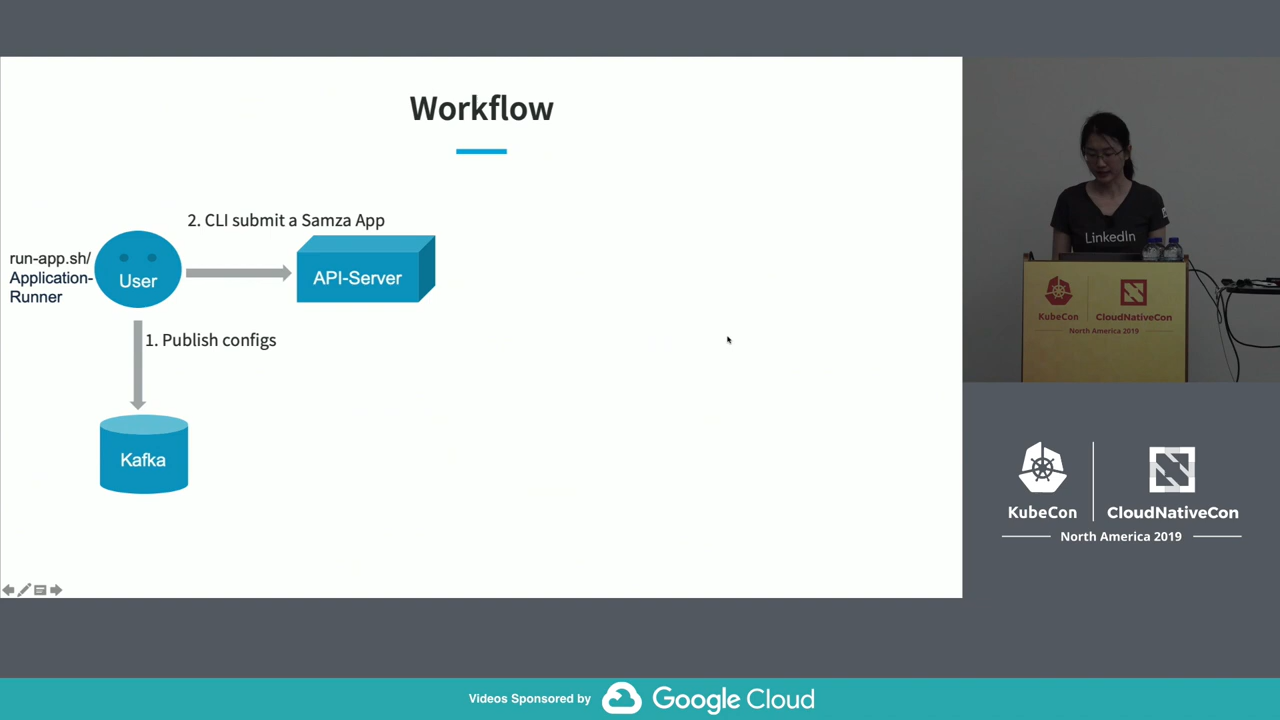 Workflow
2. CLI submit a Samza App
run-app.sh/
Application-
Runner
User
API-Server
1. Publish configs
Kafka
LinkedIn
KubeCon
CloudNativeCon
North America 2019
KubeCon
CloudNativeCon
North America 2019
Videos Sponsored by
Google Cloud